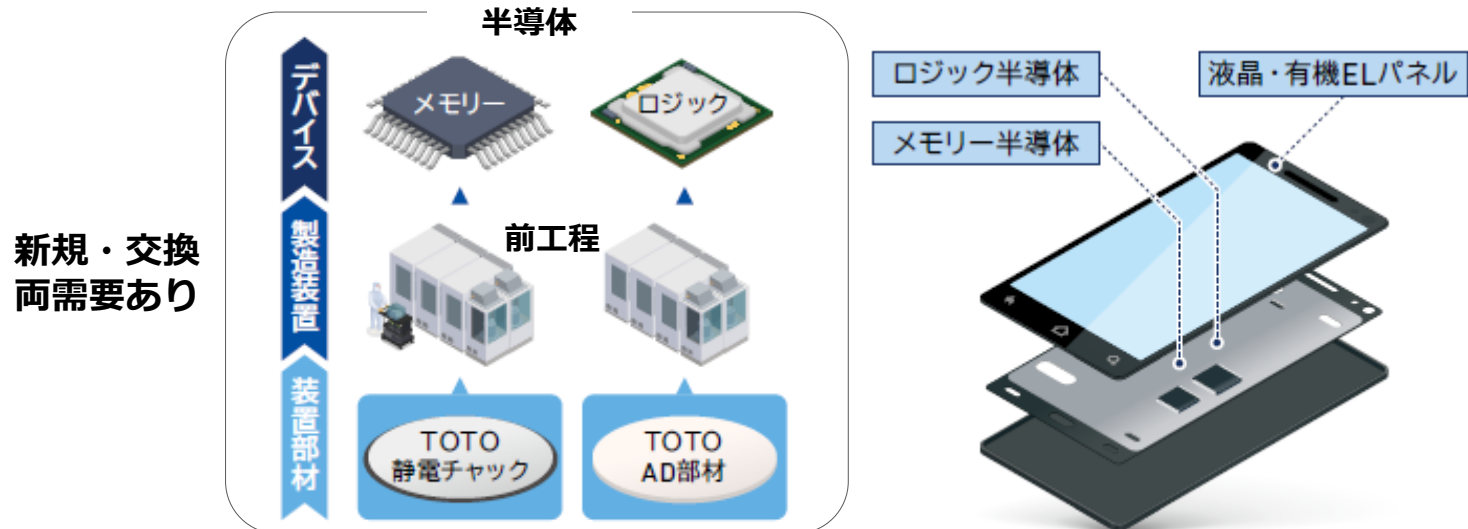 半導体
デバイス
メモリー
ロジック
製造装置
前工程
装置部材
TOTO
静電チャック
TOTO
AD部材
新規・交換
両需要あり
ロジック半導体
メモリー半導体
液晶・有機ELパネル